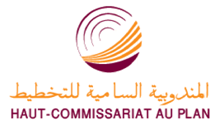 المندوبية السامية للتخطيط
HAUT-COMMISSARIAT AU PLAN